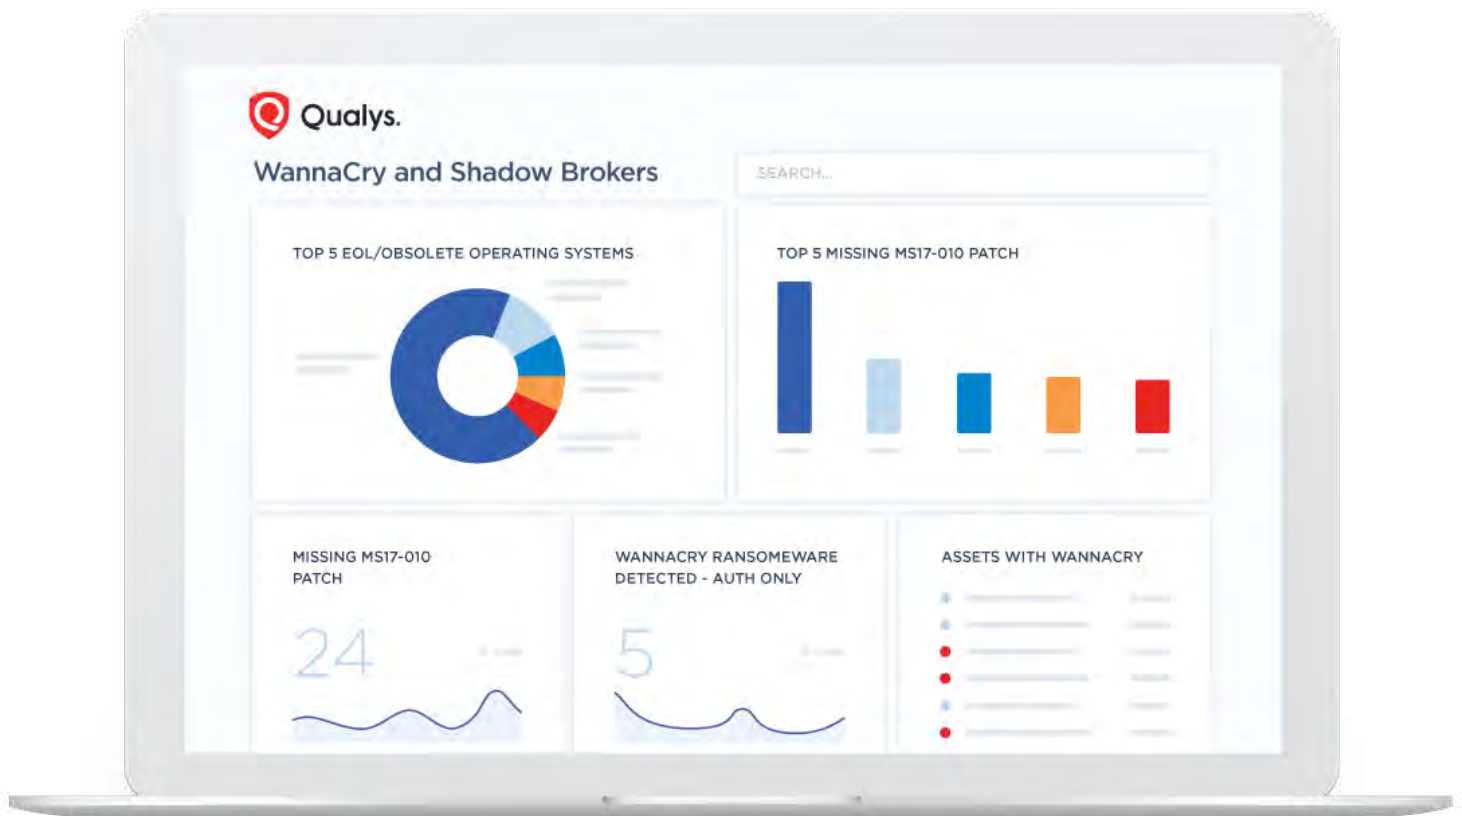 Qualys.
WannaCry and Shadow Brokers
SEARCH...
TOP 5 EOL/OBSOLETE OPERATING SYSTEMS
TOP 5 MISSING MS17-010 PATCH
MISSING MS17-010
PATCH
24
WANNACRY RANSOMEWARE
DETECTED - AUTH ONLY
5
ASSETS WITH WANNACRY